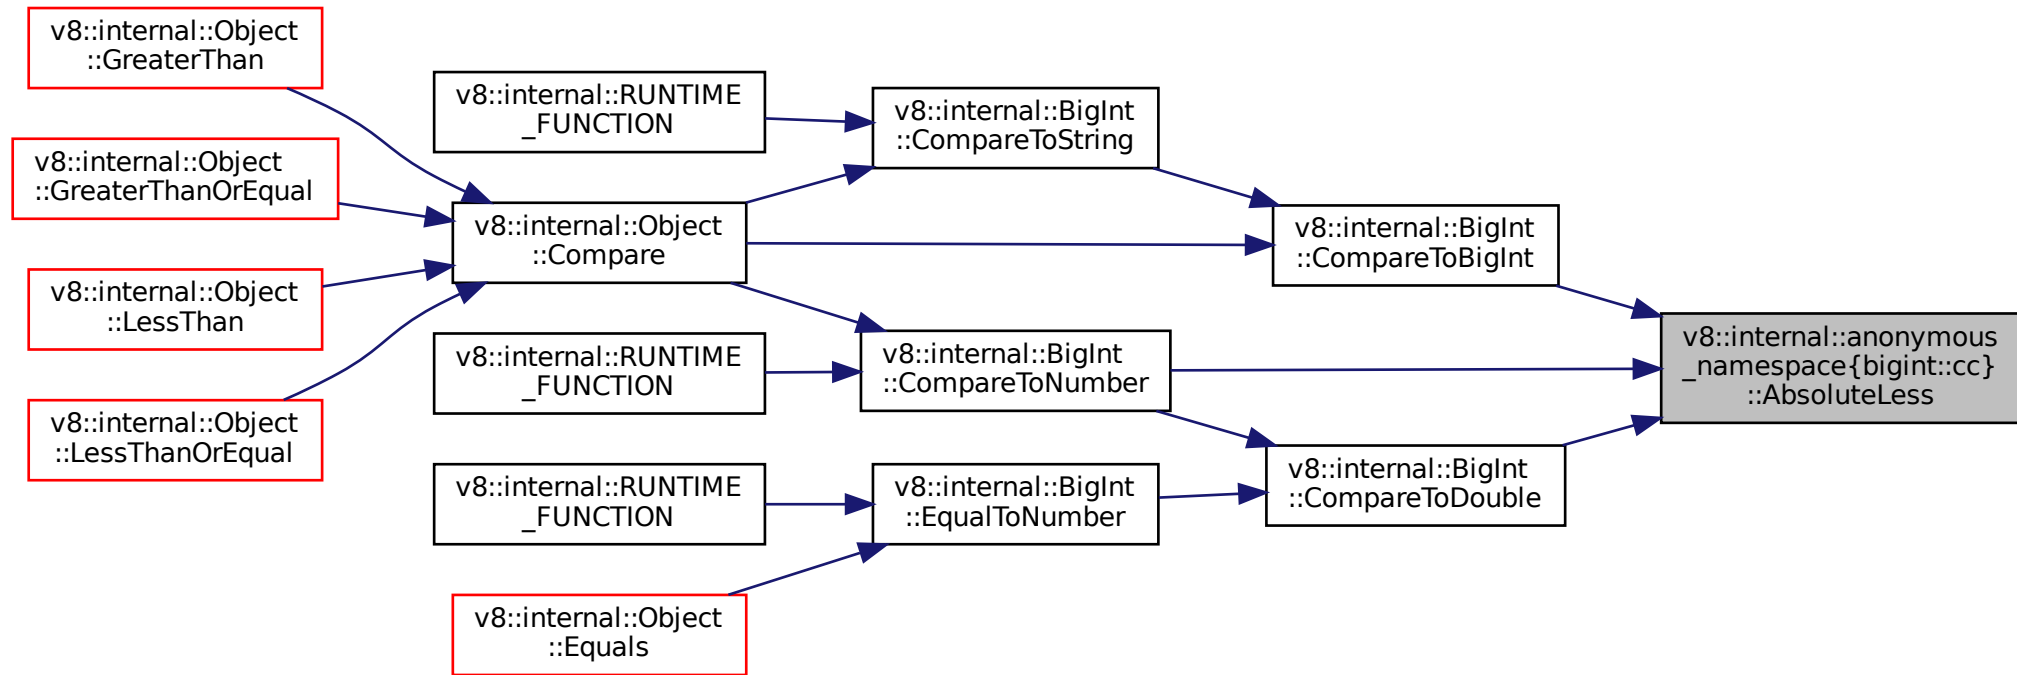 v8::internal::Object
::GreaterThan
v8::internal::Object
::GreaterThanOrEqual
v8::internal::Object
::LessThan
v8::internal::Object
::LessThanOrEqual
v8::internal::RUNTIME
_FUNCTION
v8::internal::Object
::Compare
v8::internal::RUNTIME
_FUNCTION
v8::internal::RUNTIME
_FUNCTION
v8::internal::Object
::Equals
v8::internal::BigInt
::CompareToString
v8::internal::BigInt
::CompareToNumber
v8::internal::BigInt
::EqualToNumber
v8::internal::BigInt
::CompareToBigInt
v8::internal::BigInt
::CompareToDouble
v8::internal::anonymous
_namespace{bigint::cc}
::AbsoluteLess